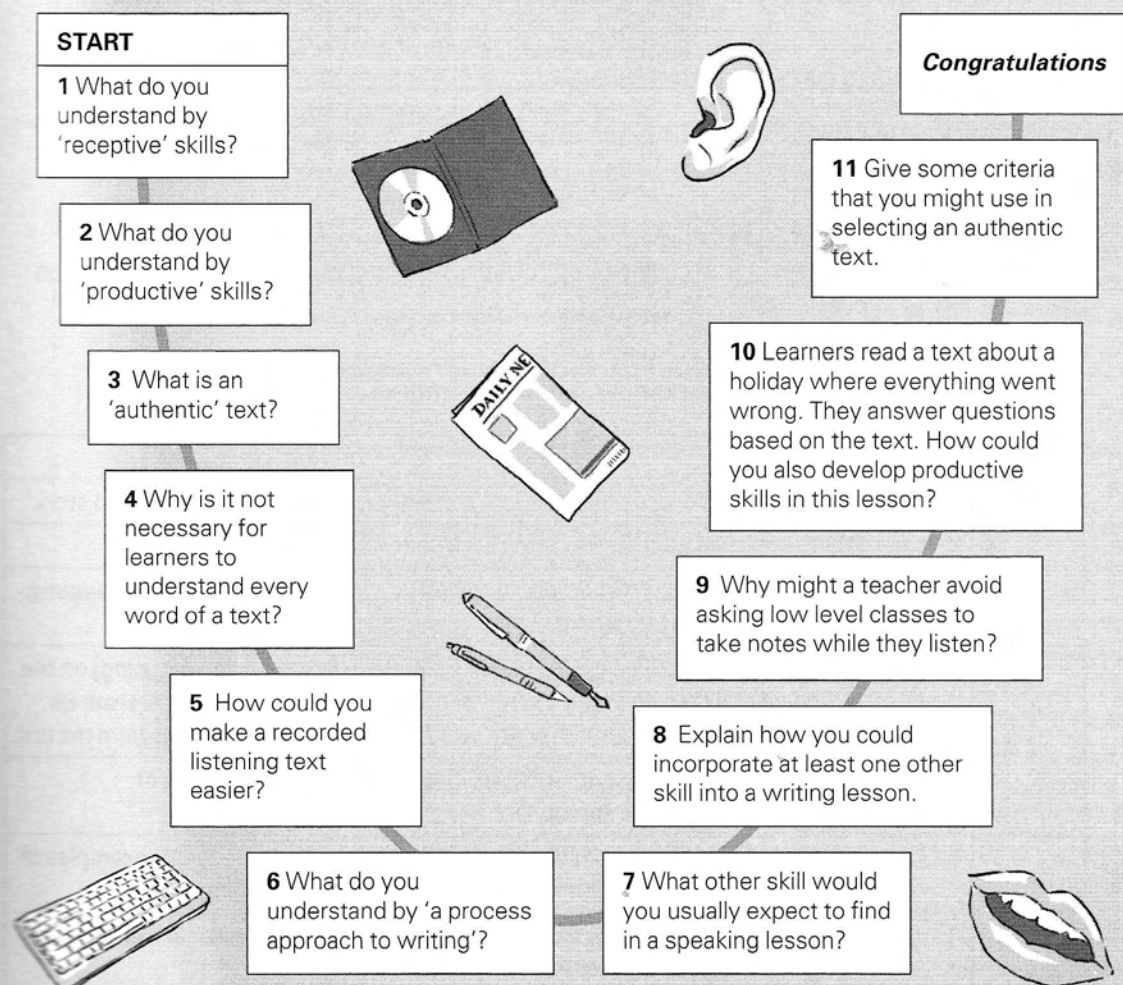 START
1 What do you
understand by
'receptive' skills?
2 What do you
understand by
'productive' skills?
3 What is an
'authentic' text?
4 Why is it not
necessary for
learners to
understand every
word of a text?
5 How could you
make a recorded
listening text
easier?
6 What do you
understand by 'a process
approach to writing'?
7 What other skill would
you usually expect to find
in a speaking lesson?
8 Explain how you could
incorporate at least one other
skill into a writing lesson.
9 Why might a teacher avoid
asking low level classes to
take notes while they listen?
10 Learners read a text about a
holiday where everything went
wrong. They answer questions
based on the text. How could
you also develop productive
skills in this lesson?
11 Give some criteria
that you might use in
selecting an authentic
text.
Congratulations
DAILY NE